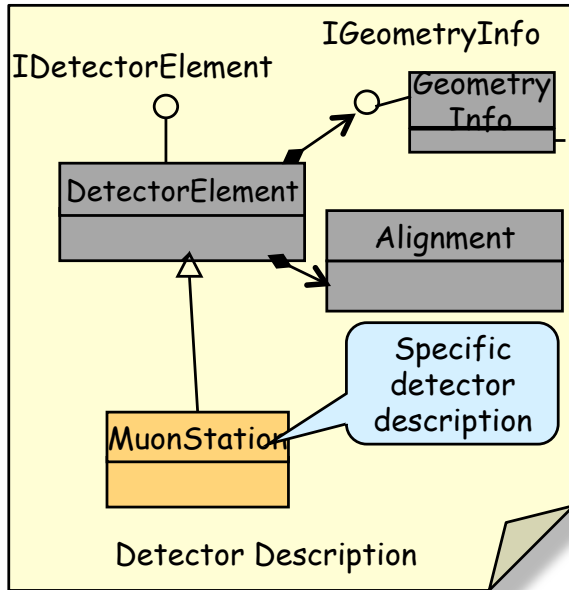 IGeometryInfo
IDetectorElement
Geometry
Info
DetectorElement
Alignment
Specific
detector
description
MuonStation
Detector Description